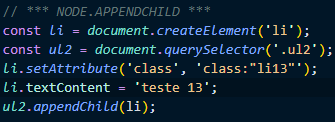 // *** NODE.APPENDCHILD ***
const li = document.createElement('li');
const ul2 = document.querySelector('.ul2');
li.setAttribute('class', 'class:"li13"');
li.textContent = 'teste 13';
ul2.appendChild(li);